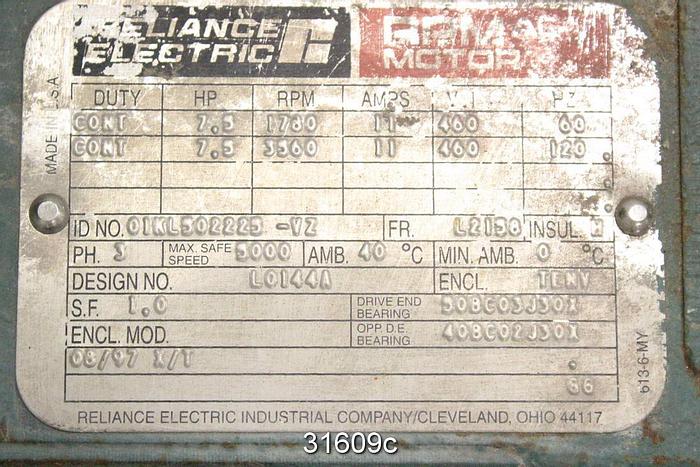 RELIANCE
ELECTRIC
MOTOR
MADE IN U.S.A
DUTY HP RPM AMPS HZ
CONT 7.5 1780 11 460 60
CONT 7.5 3560 11 460 120
ID NO. 01KL502225 -VZ FR. L2158 INSUL. H
PH. 3 MAX. SAFE SPEED 5000 AMB. 40 °C MIN. AMB. 0 °C
DESIGN NO. L0144A ENCL. TENV
S.F. 1.0 DRIVE END BEARING 50BC03J30X
ENCL. MOD. OPP. D.E. BEARING 40BC02J30X
08/97 X/T
86
613-6-MY
RELIANCE ELECTRIC INDUSTRIAL COMPANY/CLEVELAND, OHIO 44117
31609c